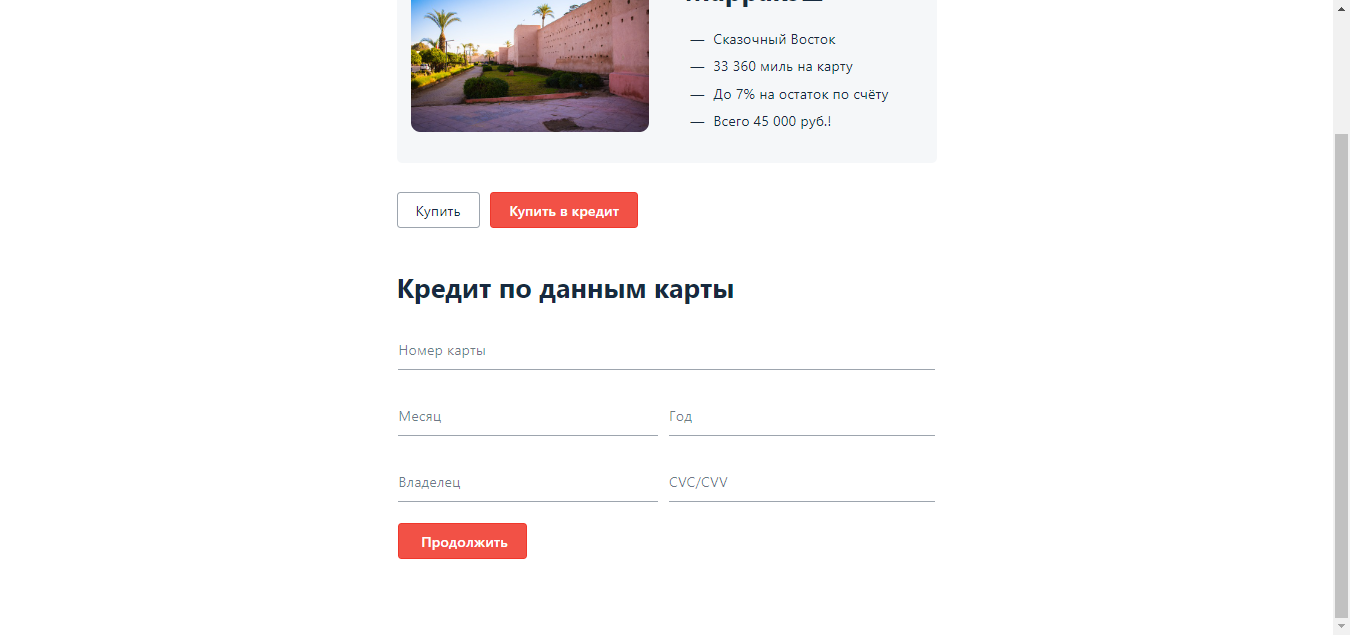 Марракэш
— Сказочный Восток
— 33 360 миль на карту
— До 7% на остаток по счёту
— Всего 45 000 руб.!
Купить
Купить в кредит
Кредит по данным карты
Номер карты
Месяц
Год
Владелец
CVC/CVV
Продолжить